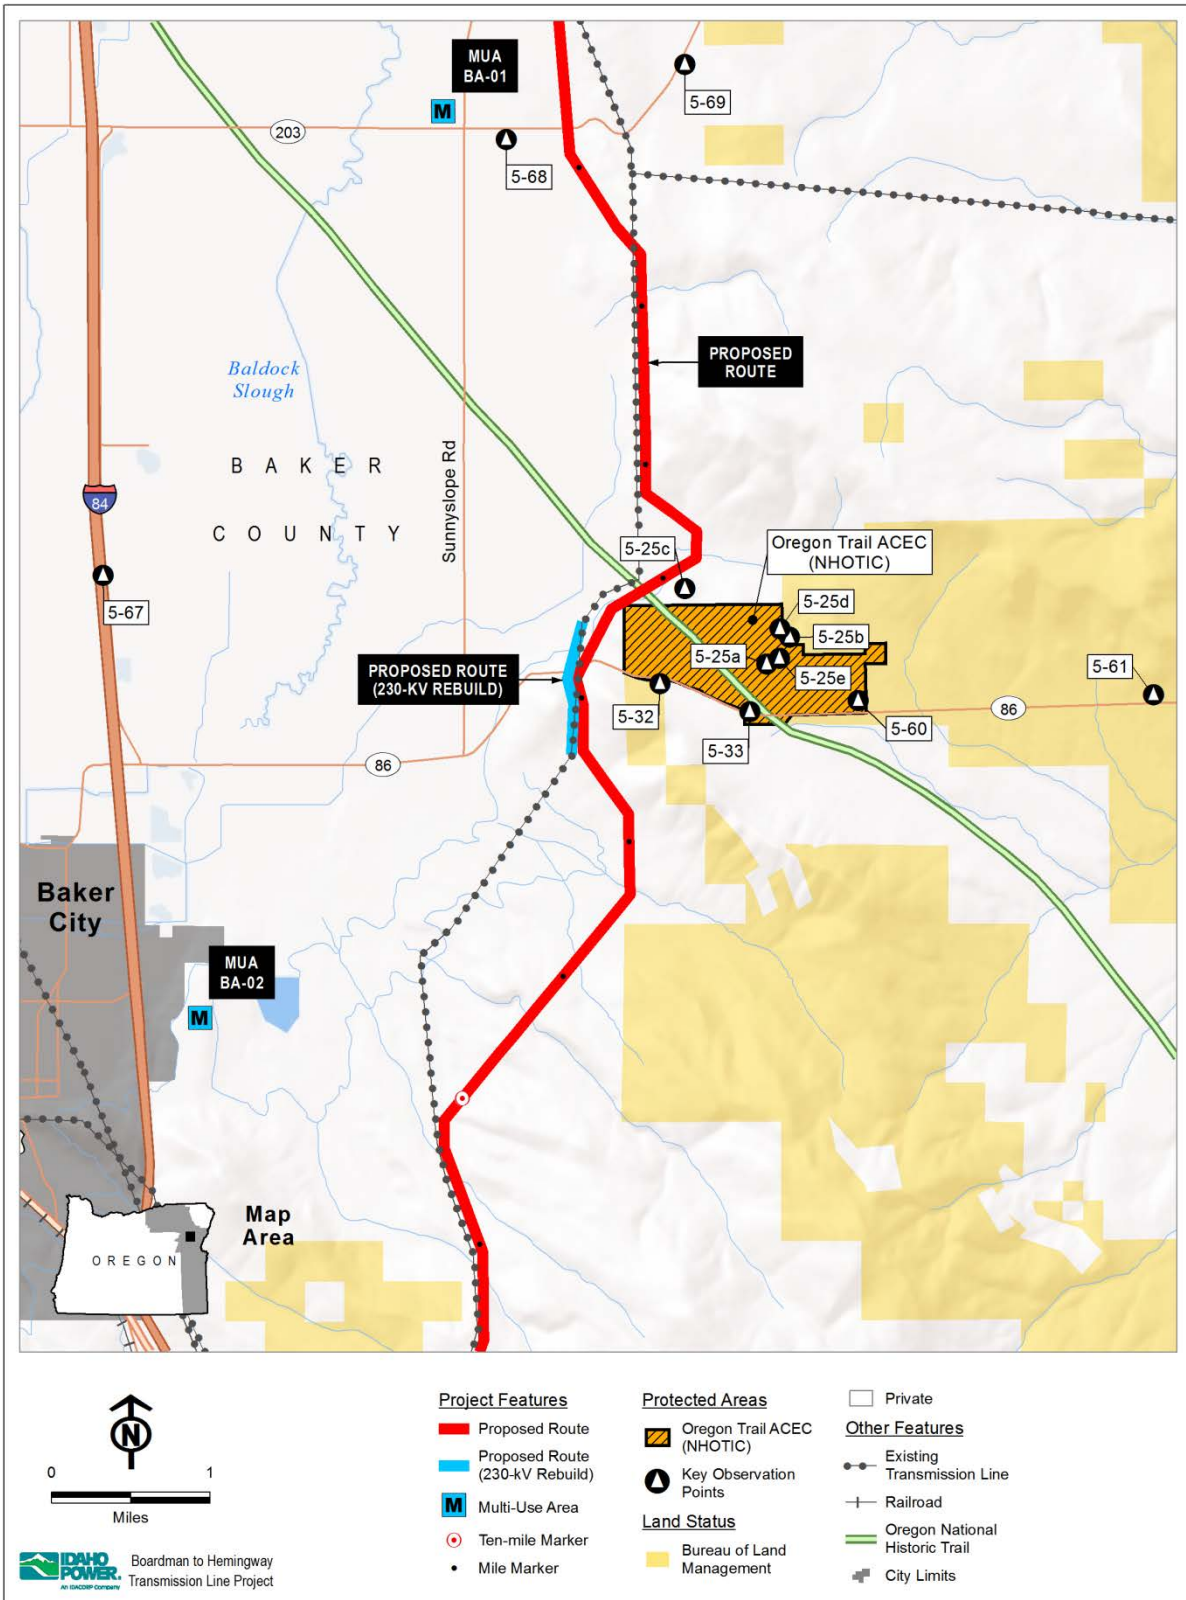 MUA
BA-01
M
5-69
203
5-68
PROPOSED
ROUTE
Baldock
Slough
BAKER
COUNTY
Sunnyslope Rd
84
5-67
5-25c
Oregon Trail ACEC
(NHOTIC)
5-25d
5-25b
5-25a
5-25e
PROPOSED ROUTE
(230-KV REBUILD)
5-61
5-32
5-33
5-60
86
86
Baker
City
MUA
BA-02
M
Map
Area
OREGON
N
0 1
Miles
IDAHO
POWER
An IDACORP Company
Boardman to Hemingway
Transmission Line Project
Project Features
Proposed Route
Proposed Route
(230-kV Rebuild)
M Multi-Use Area
Ten-mile Marker
Mile Marker
Protected Areas
Oregon Trail ACEC
(NHOTIC)
Key Observation
Points
Land Status
Bureau of Land
Management
Private
Other Features
Existing
Transmission Line
Railroad
Oregon National
Historic Trail
City Limits